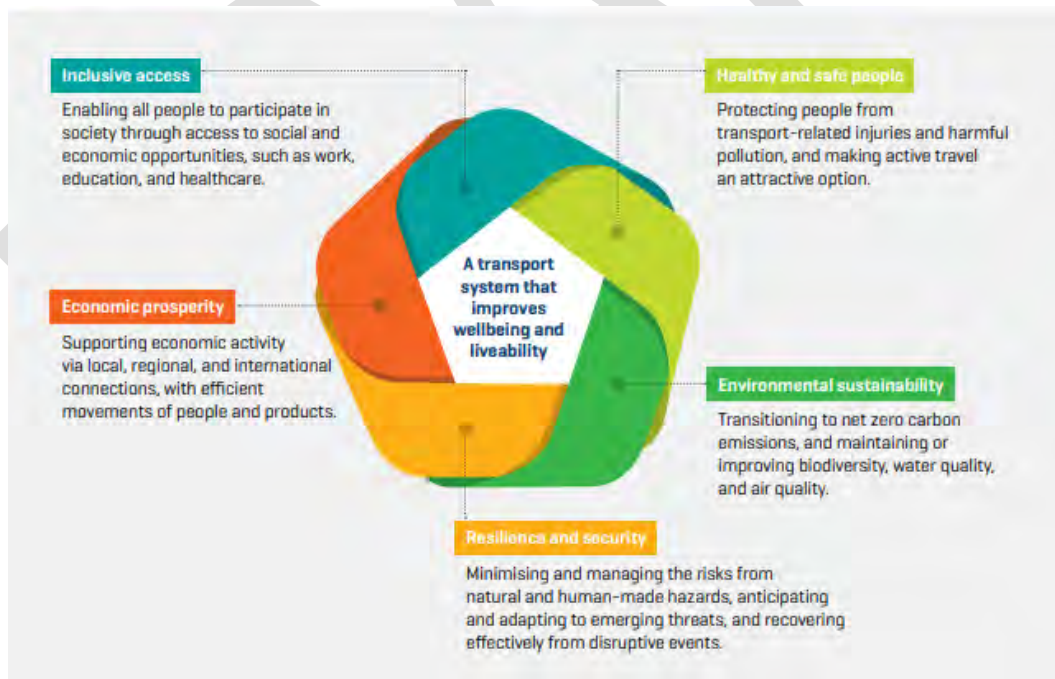 Inclusive access
Enabling all people to participate in
society through access to social and
economic opportunities, such as work,
education, and healthcare.
Healthy and safe people
Protecting people from
transport-related injuries and harmful
pollution, and making active travel
an attractive option.
A transport
system that
improves
wellbeing and
liveability
Economic prosperity
Supporting economic activity
via local, regional, and international
connections, with efficient
movements of people and products.
Environmental sustainability
Transitioning to net zero carbon
emissions, and maintaining or
improving biodiversity, water quality,
and air quality.
Resilience and security
Minimising and managing the risks from
natural and human-made hazards, anticipating
and adapting to emerging threats, and recovering
effectively from disruptive events.